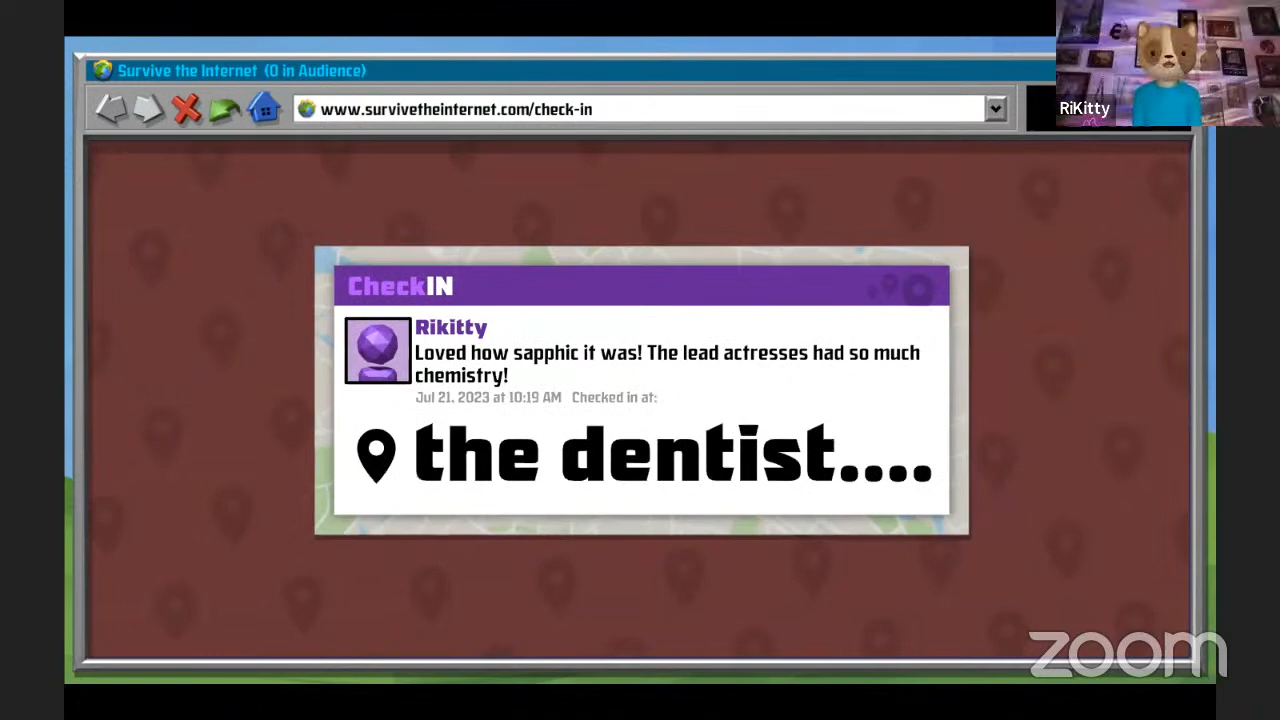 Survive the Internet (0 in Audience)
www.survivetheinternet.com/check-in
RiKitty
CheckIN
Rikitty
Loved how sapphic it was! The lead actresses had so much
chemistry!
Jul 21, 2023 at 10:19 AM Checked in at:
the dentist....
zoom